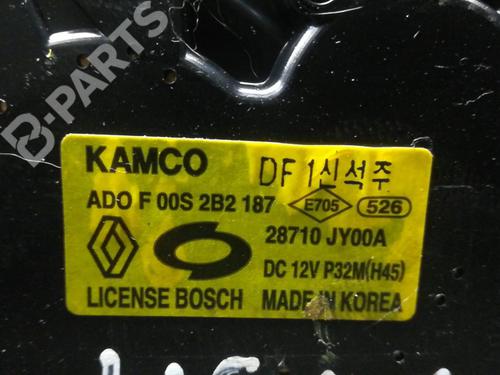 B-PARTS
KAMCO DF 1신석주
ADO F 00S 2B2 187 E705 526
28710 JY00A
DC 12V P32M(H45)
LICENSE BOSCH MADE IN KOREA